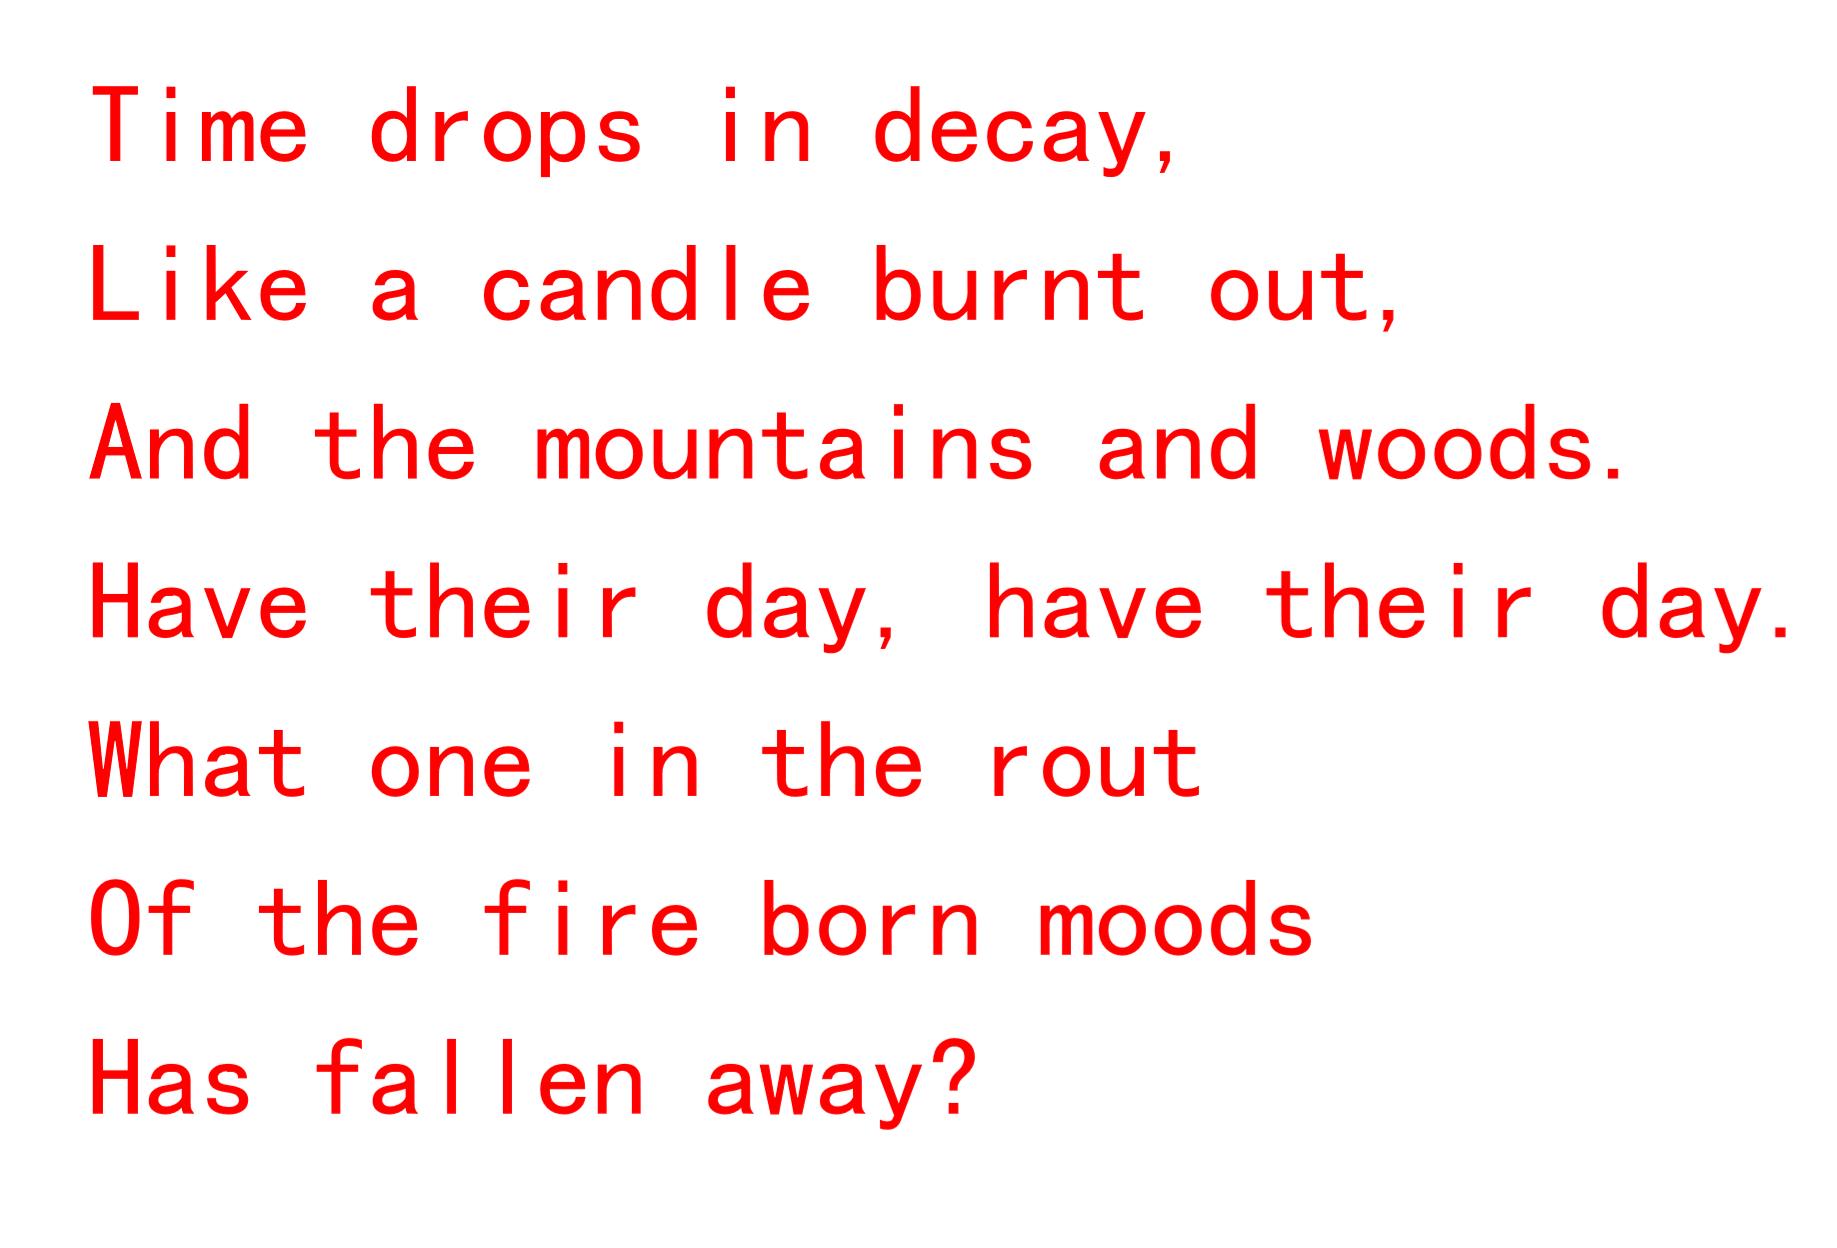 Time drops in decay,
Like a candle burnt out,
And the mountains and woods.
Have their day, have their day.
What one in the rout
Of the fire born moods
Has fallen away?